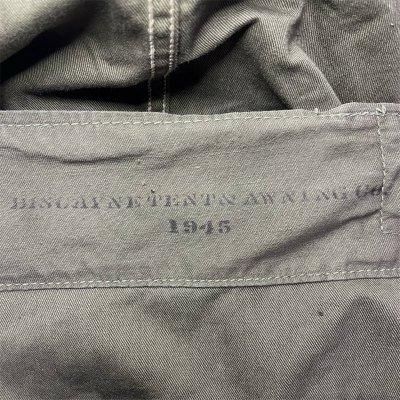 BISCAYNE TENT & AWNING Co.
1945